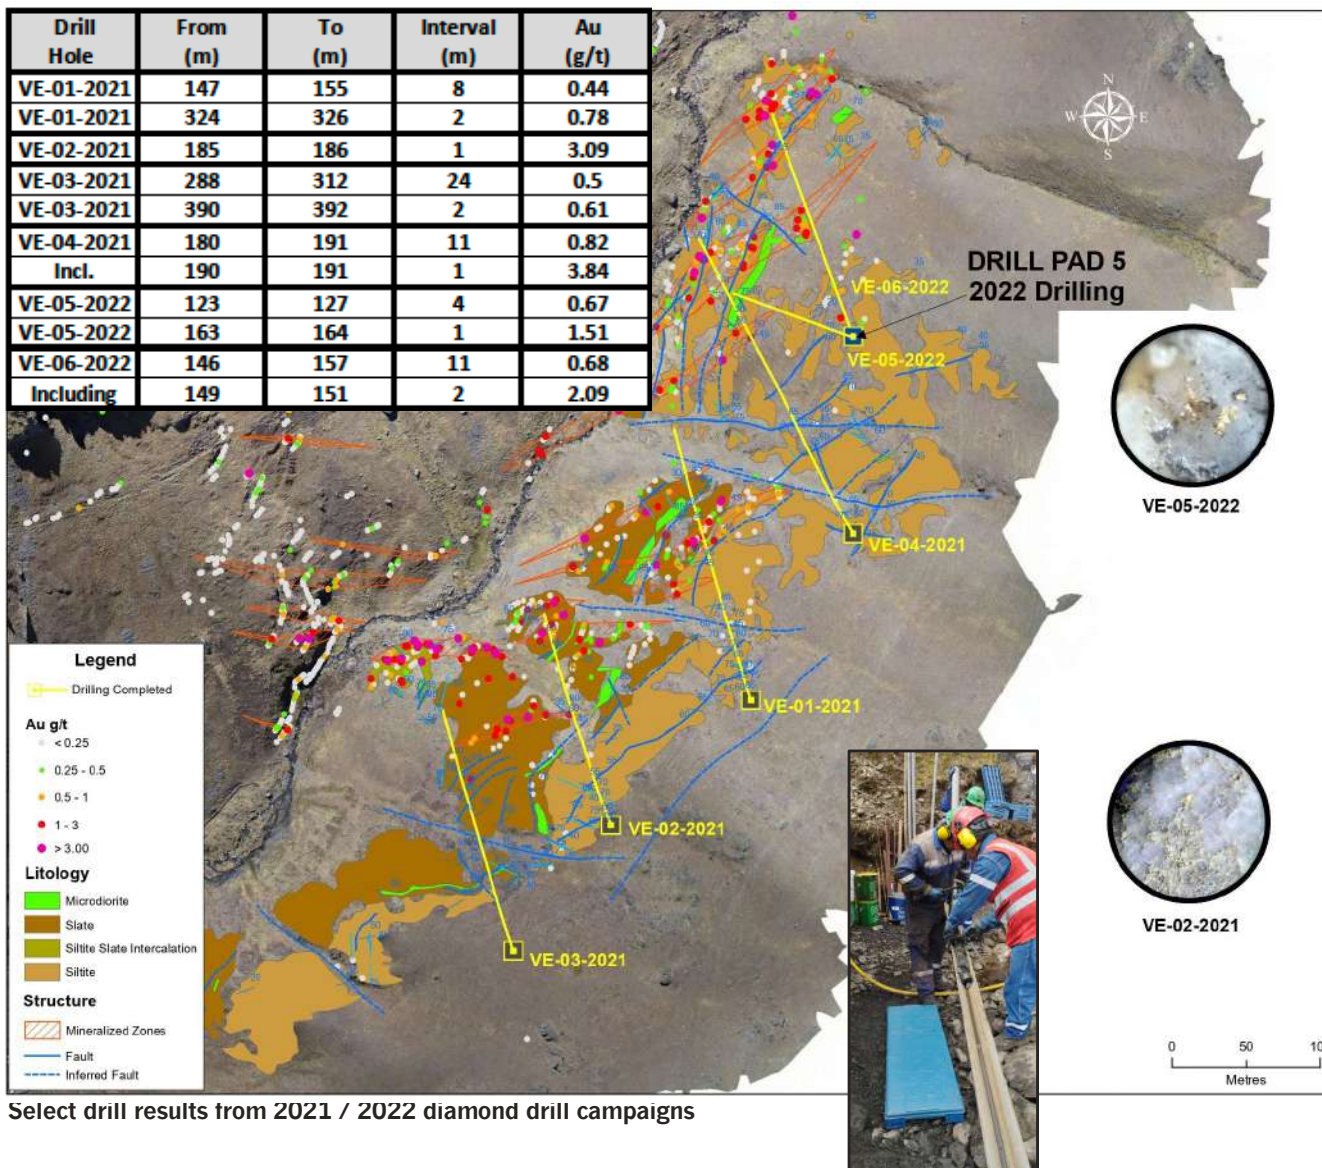 Drill Hole From (m) To (m) Interval (m) Au (g/t)
VE-01-2021 147 155 8 0.44
VE-01-2021 324 326 2 0.78
VE-02-2021 185 186 1 3.09
VE-03-2021 288 312 24 0.5
VE-03-2021 390 392 2 0.61
VE-04-2021 180 191 11 0.82
Incl. 190 191 1 3.84
VE-05-2022 123 127 4 0.67
VE-05-2022 163 164 1 1.51
VE-06-2022 146 157 11 0.68
Including 149 151 2 2.09
N
W E
S
DRILL PAD 5
2022 Drilling
VE-06-2022
VE-05-2022
VE-05-2022
VE-04-2021
VE-01-2021
VE-02-2021
VE-03-2021
VE-02-2021
Legend
Drilling Completed
Au g/t
< 0.25
0.25 - 0.5
0.5 - 1
1 - 3
> 3.00
Litology
Microdiorite
Slate
Siltite Slate Intercalation
Siltite
Structure
Mineralized Zones
Fault
Inferred Fault
0 50 10
Metres
Select drill results from 2021 / 2022 diamond drill campaigns